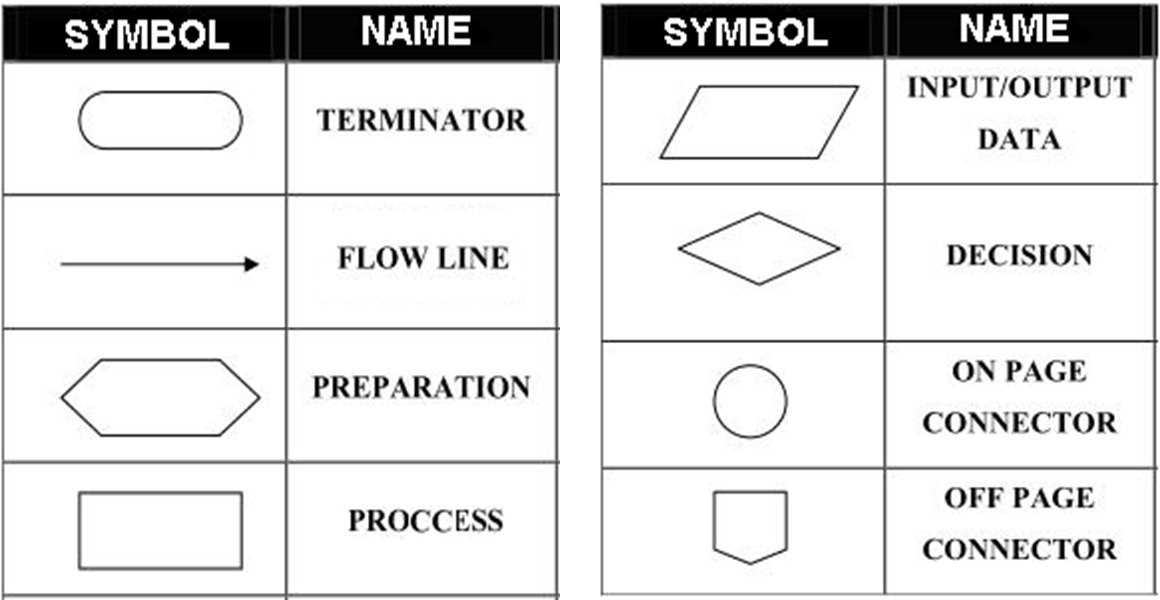 SYMBOL NAME
TERMINATOR
FLOW LINE
PREPARATION
PROCCESS
SYMBOL NAME
INPUT/OUTPUT
DATA
DECISION
ON PAGE
CONNECTOR
OFF PAGE
CONNECTOR